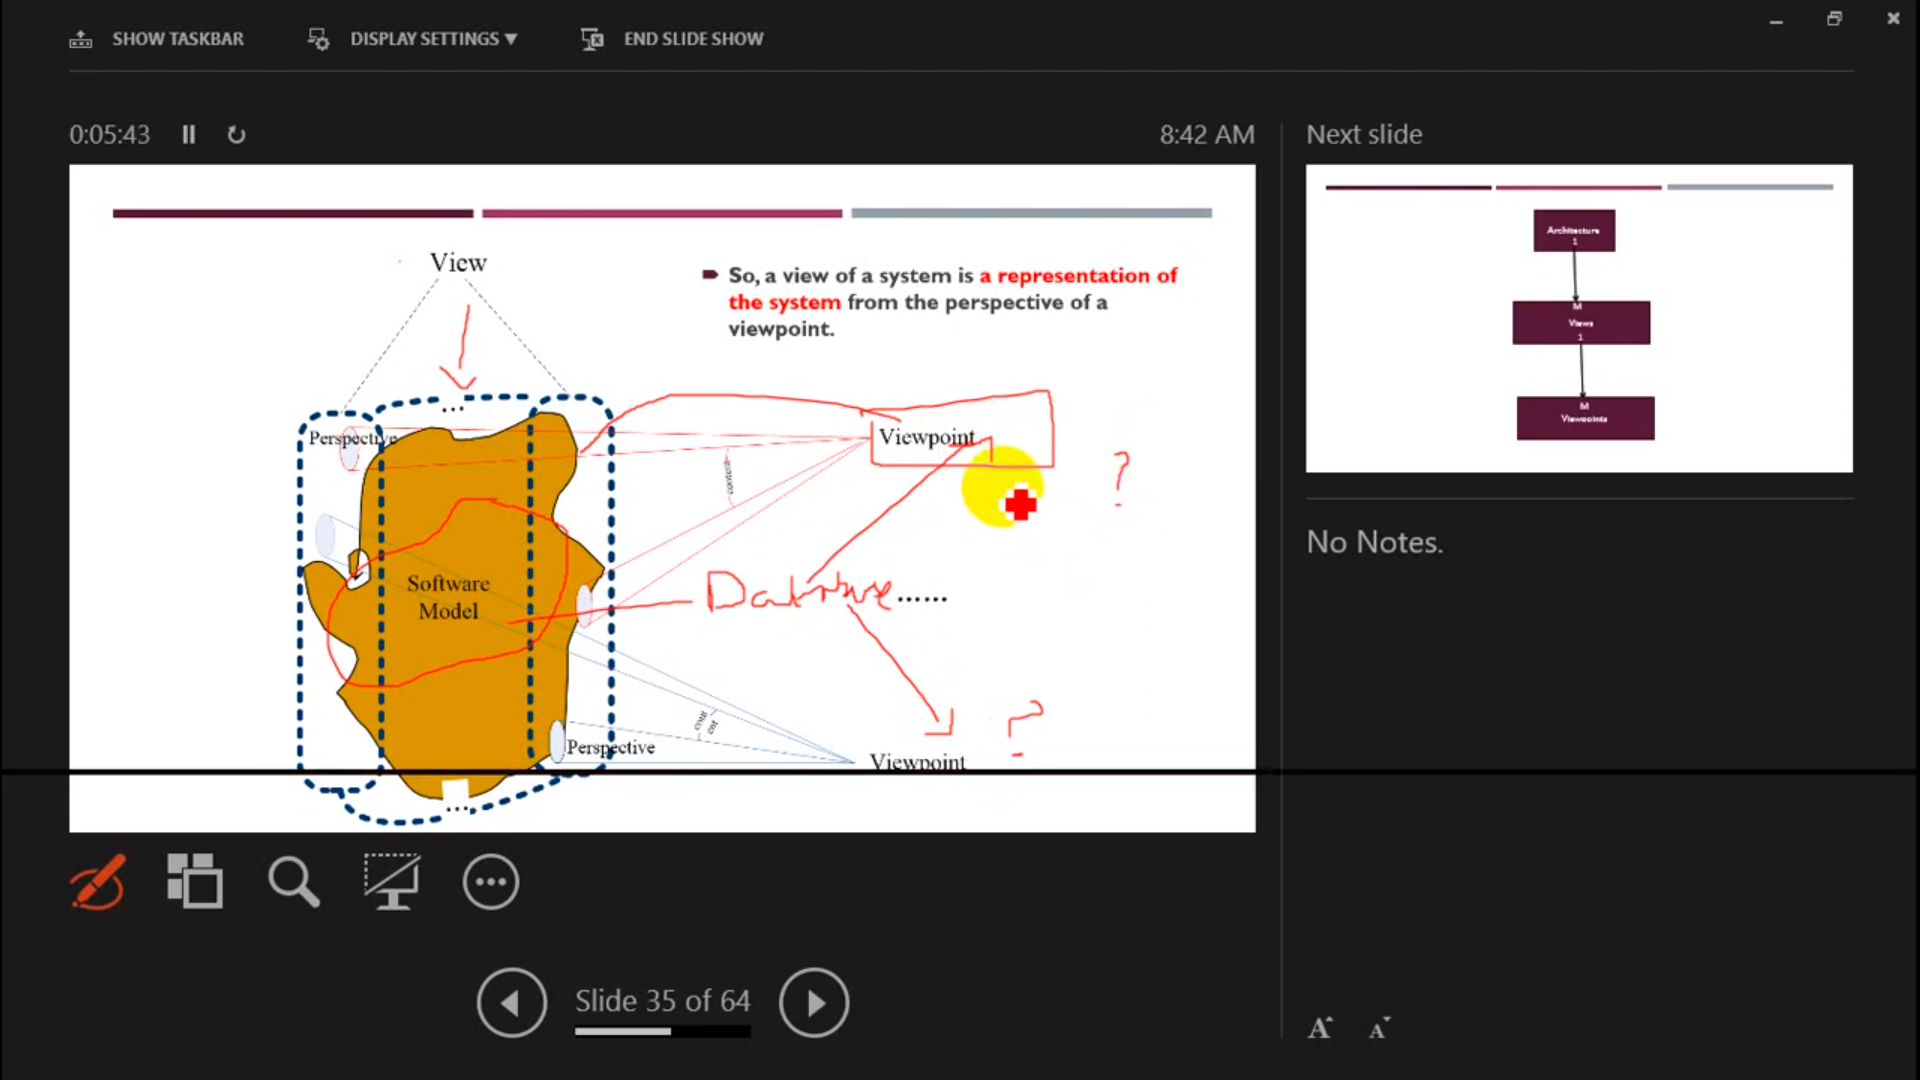 SHOW TASKBAR
DISPLAY SETTINGS
END SLIDE SHOW
0:05:43
8:42 AM
Next slide
View
So, a view of a system is a representation of
the system from the perspective of a
viewpoint.
...
Perspective
Viewpoint
?
Software
Model
......
?
Perspective
Viewpoint
...
Architecture
1
M
Views
1
M
Viewpoints
No Notes.
Slide 35 of 64
A A